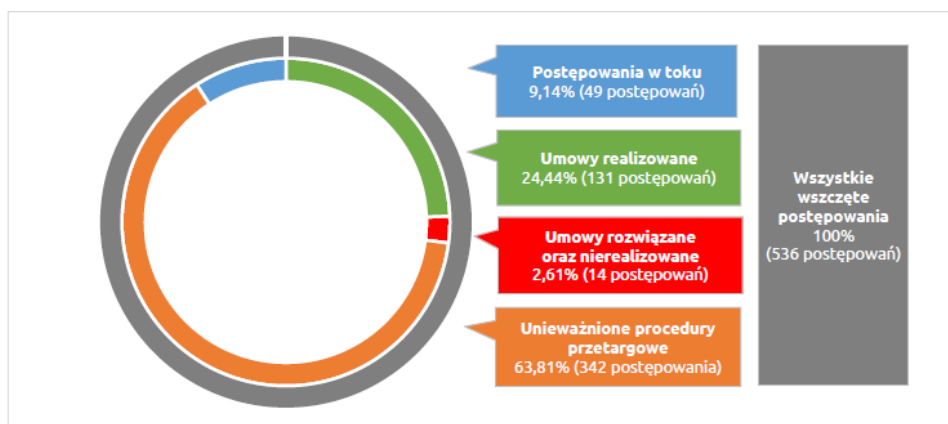 Postępowania w toku
9,14% (49 postępowań)
Umowy realizowane
24,44% (131 postępowań)
Umowy rozwiązane
oraz nierealizowane
2,61% (14 postępowań)
Unieważnione procedury
przetargowe
63,81% (342 postępowania)
Wszystkie
wszczęte
postępowania
100%
(536 postępowań)